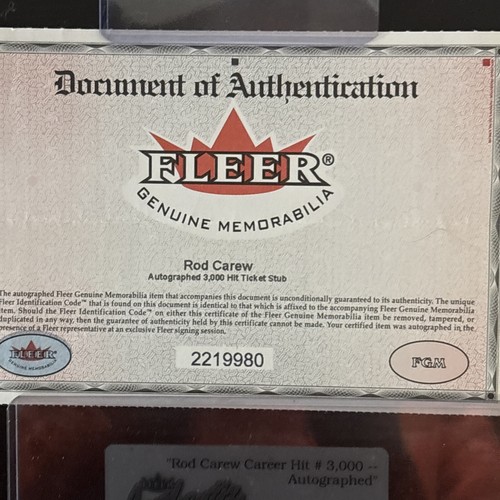 Document of Authentication
FLEER®
GENUINE MEMORABILIA
Rod Carew
Autographed 3,000 Hit Ticket Stub
The autographed Fleer Genuine Memorabilia item that accompanies this document is unconditionally guaranteed to its authenticity. The unique
Fleer Identification Code™ that is found on this document is identical to that which is affixed to the accompanying Fleer Genuine Memorabilia
item. Should the Fleer Identification Code™ on either this certificate of the Fleer Genuine Memorabilia item be removed, tampered, or
duplicated in any way, then the guarantee of authenticity held by this certificate cannot be made. Your certified item was autographed in the
presence of a Fleer representative at an exclusive Fleer signing session.
FLEER
GENUINE MEMORABILIA
2219980
FGM
"Rod Carew Career Hit # 3,000 --
Autographed"